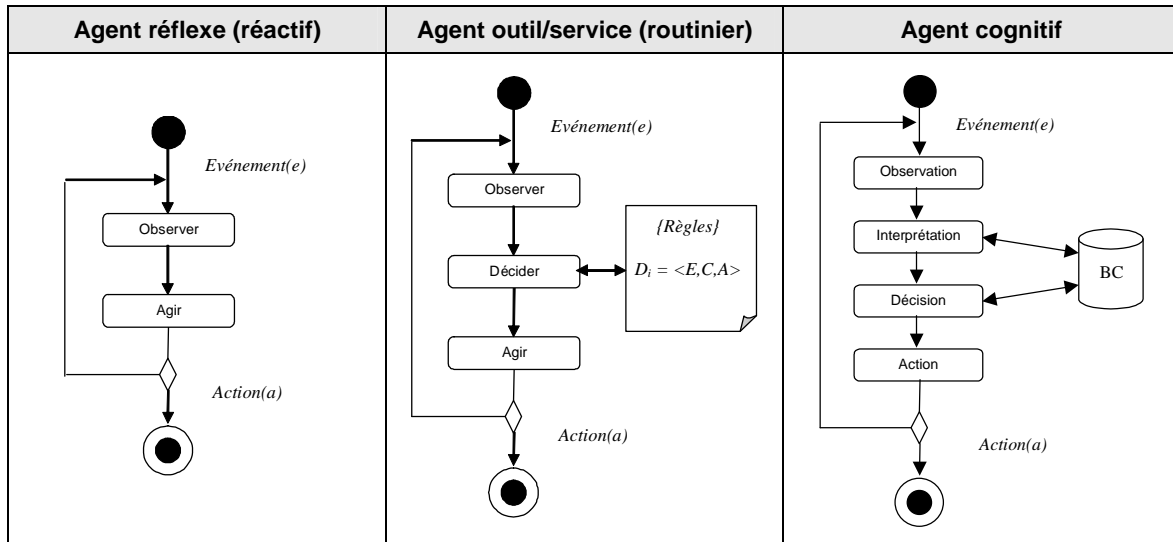 Agent réflexe (réactif)
Evénement(e)
Observer
Agir
Action(a)
Agent outil/service (routinier)
Evénement(e)
Observer
{Règles}
Décider
Di = <E,C,A>
Agir
Action(a)
Agent cognitif
Evénement(e)
Observation
Interprétation
BC
Décision
Action
Action(a)